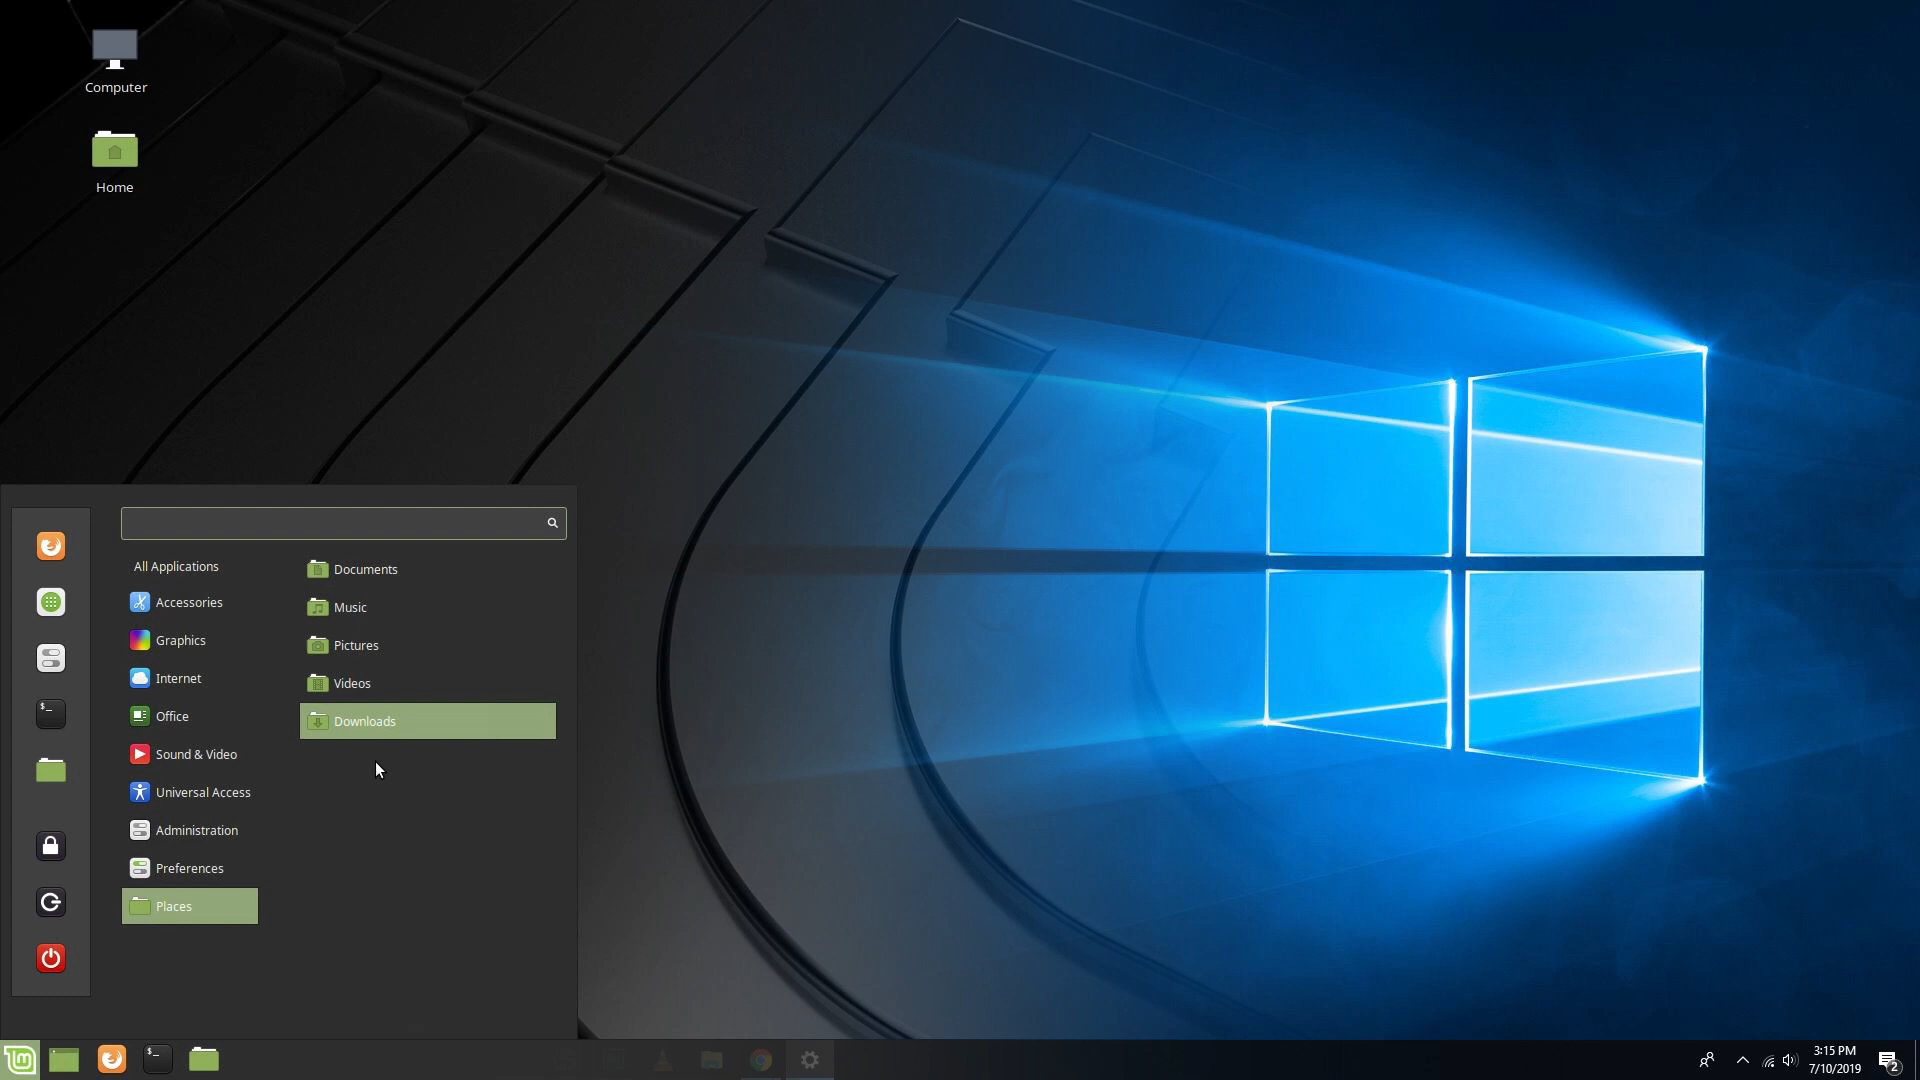 Computer
Home
All Applications
Accessories
Graphics
Internet
Office
Sound & Video
Universal Access
Administration
Preferences
Places
Documents
Music
Pictures
Videos
Downloads
$_
$_
3:15 PM
7/10/2019
2